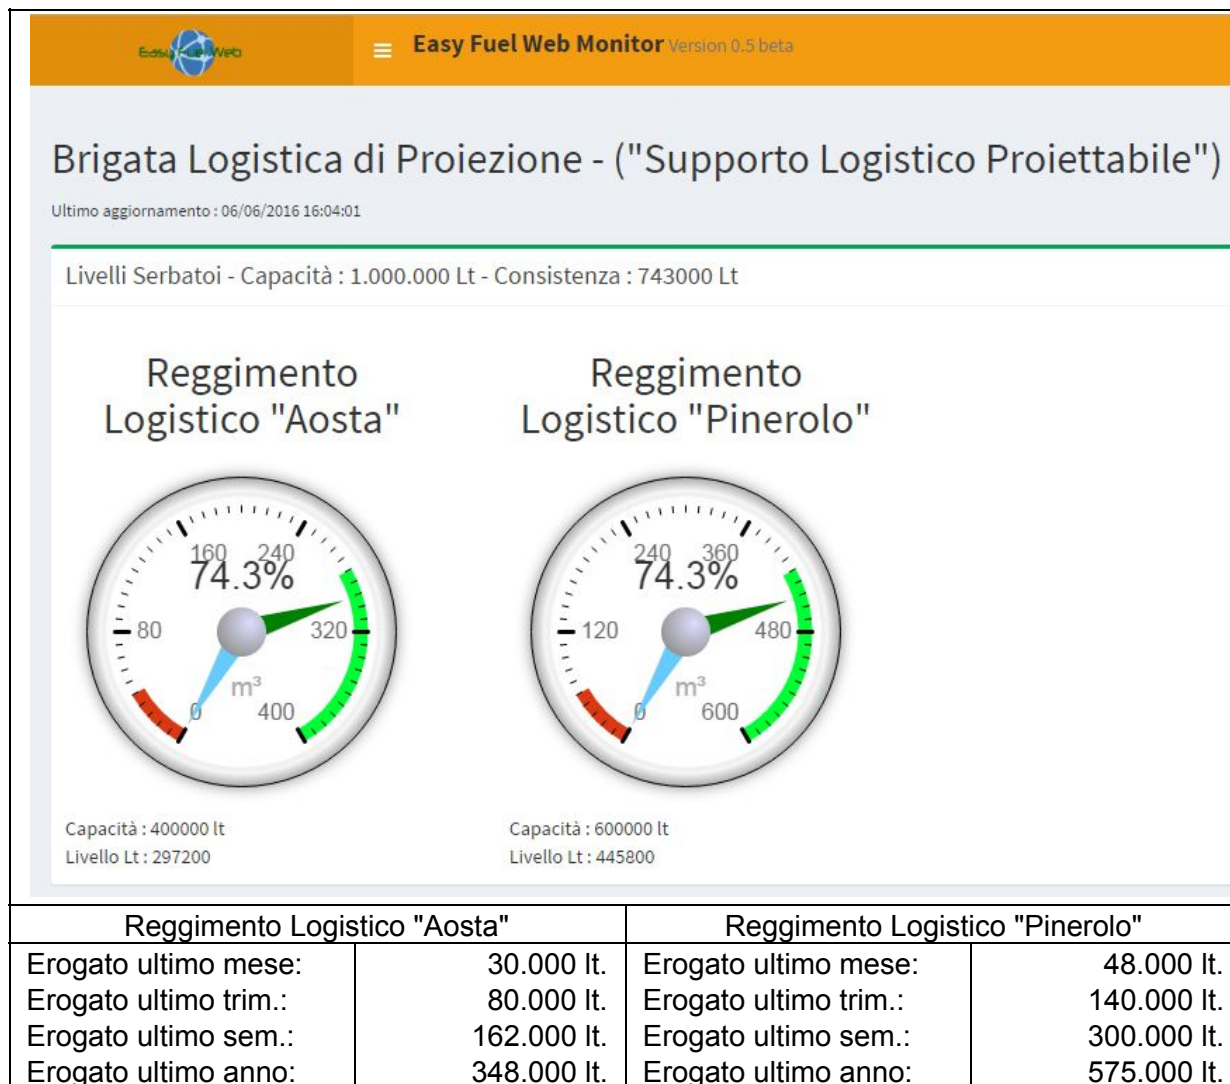 Easy Fuel Web
Easy Fuel Web Monitor Version 0.5 beta
Brigata Logistica di Proiezione - ("Supporto Logistico Proiettabile")
Ultimo aggiornamento : 06/06/2016 16:04:01
Livelli Serbatoi - Capacità : 1.000.000 Lt - Consistenza : 743000 Lt
Reggimento
Logistico "Aosta"
160 240
74.3%
80 320
m³
0 400
Capacità : 400000 lt
Livello Lt : 297200
Reggimento
Logistico "Pinerolo"
240 360
74.3%
120 480
m³
0 600
Capacità : 600000 lt
Livello Lt : 445800
Reggimento Logistico "Aosta" Reggimento Logistico "Pinerolo"
Erogato ultimo mese: 30.000 lt. Erogato ultimo mese: 48.000 lt.
Erogato ultimo trim.: 80.000 lt. Erogato ultimo trim.: 140.000 lt.
Erogato ultimo sem.: 162.000 lt. Erogato ultimo sem.: 300.000 lt.
Erogato ultimo anno: 348.000 lt. Erogato ultimo anno: 575.000 lt.